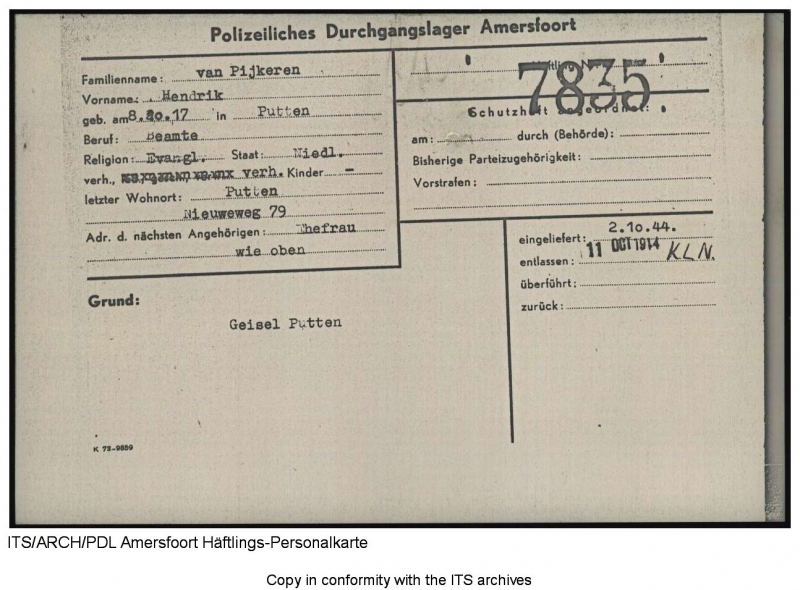 Polizeiliches Durchgangslager Amersfoort
Familienname: van Pijkeren
Vorname: Hendrik
geb. am 8.    .17 in Putten
Beruf: Beamte
Religion: Evangl. Staat: Niedl.
verh., verh. Kinder -
letzter Wohnort: Putten
Nieuweweg 79
Adr. d. nächsten Angehörigen: Ehefrau
wie oben
7835
Schutzhaft angeordnet:
am: durch (Behörde):
Bisherige Parteizugehörigkeit:
Vorstrafen:
eingeliefert: 2.10.44.
entlassen: 11 OCT 1944 KLN.
überführt:
zurück:
Grund:
Geisel Putten
K 73-9859
ITS/ARCH/PDL Amersfoort Häftlings-Personalkarte
Copy in conformity with the ITS archives